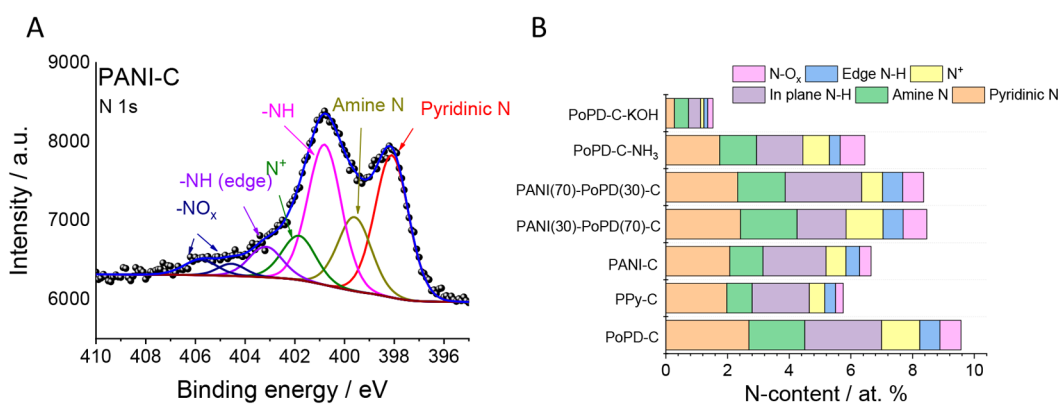 A
PANI-C
N 1s
-NH
Amine N
Pyridinic N
N⁺
-NH (edge)
-NOₓ
9000
8000
7000
6000
Intensity / a.u.
410 408 406 404 402 400 398 396
Binding energy / eV
B
N-Oₓ Edge N-H N⁺
In plane N-H Amine N Pyridinic N
PoPD-C-KOH
PoPD-C-NH₃
PANI(70)-PoPD(30)-C
PANI(30)-PoPD(70)-C
PANI-C
PPy-C
PoPD-C
0 2 4 6 8 10
N-content / at. %